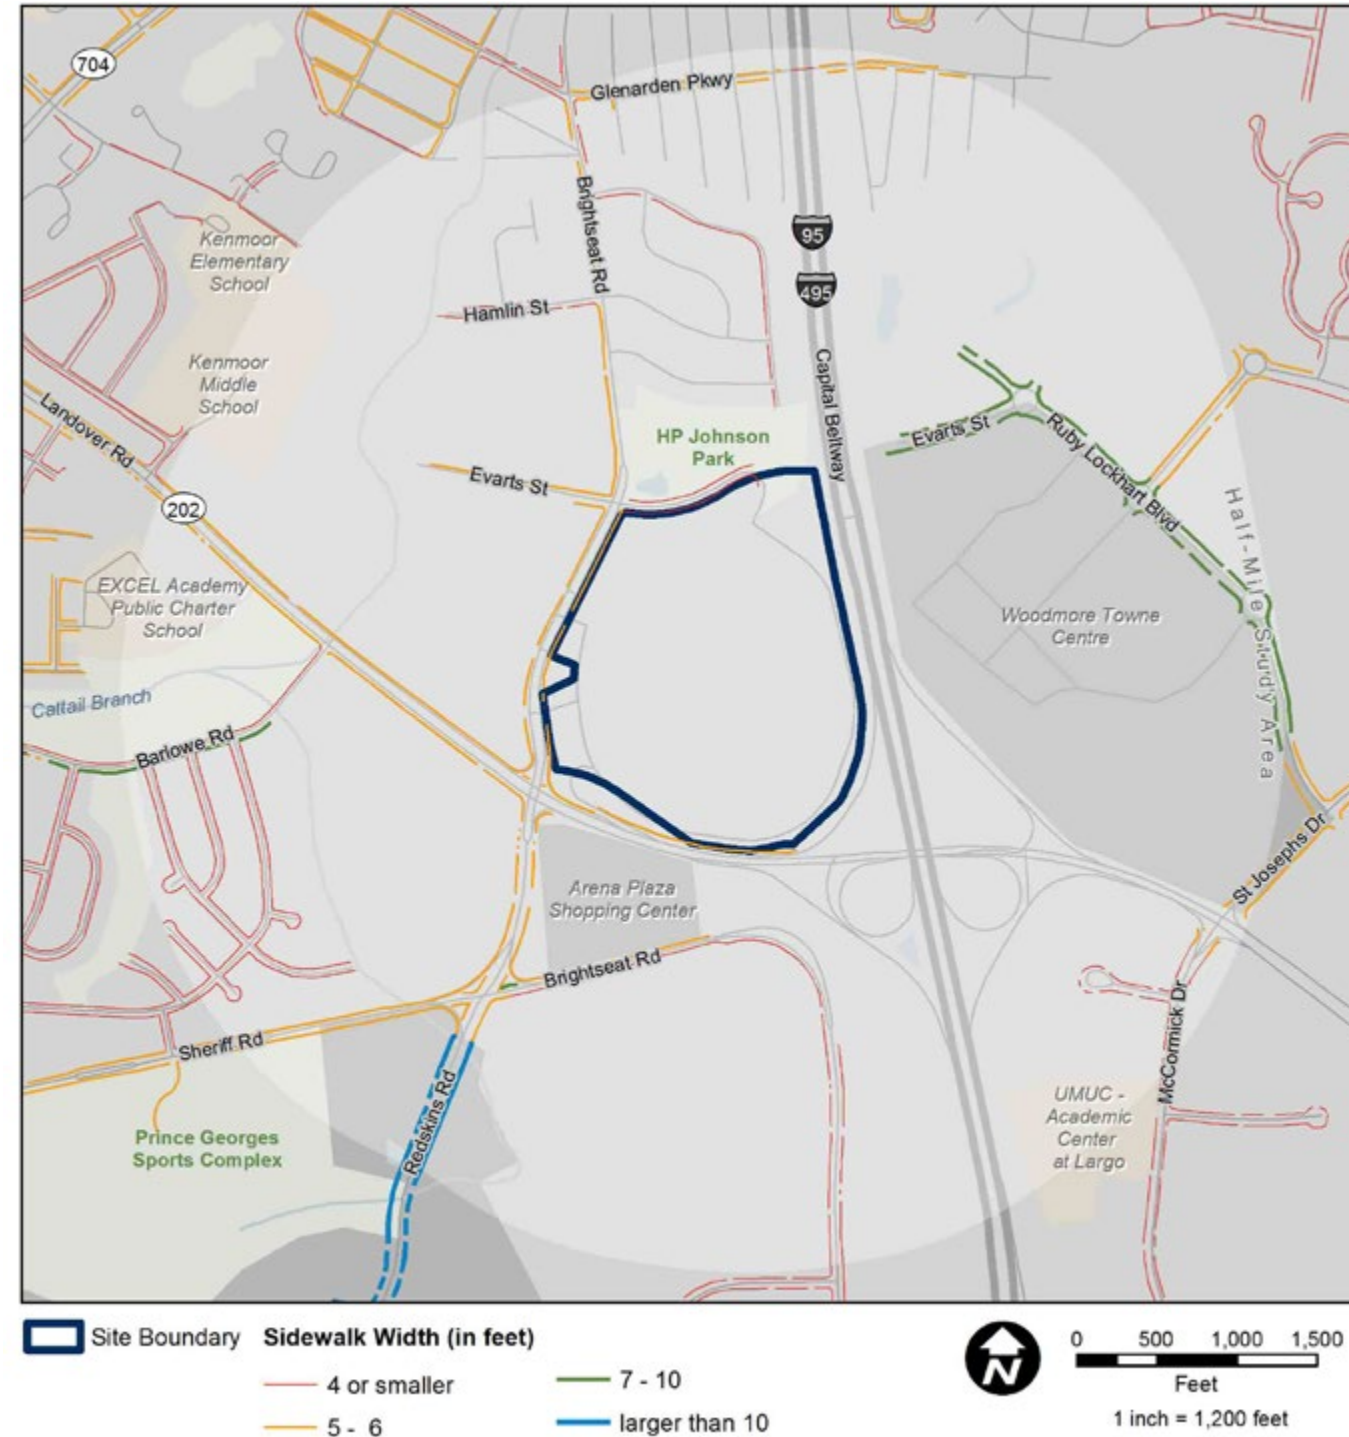 704
Glenarden Pkwy
Brightseat Rd
95
495
Capital Beltway
Kenmoor
Elementary
School
Hamlin St
Kenmoor
Middle
School
Landover Rd
202
HP Johnson
Park
Evarts St
Evarts St
Ruby Lockhart Blvd
Half-Mile Study Area
EXCEL Academy
Public Charter
School
Woodmore Towne
Centre
Cattail Branch
Barlowe Rd
St Josephs Dr
Arena Plaza
Shopping Center
Brightseat Rd
Sheriff Rd
McCormick Dr
Redskins Rd
UMUC -
Academic
Center
at Largo
Prince Georges
Sports Complex
Site Boundary
Sidewalk Width (in feet)
4 or smaller
5 - 6
7 - 10
larger than 10
N
0 500 1,000 1,500
Feet
1 inch = 1,200 feet